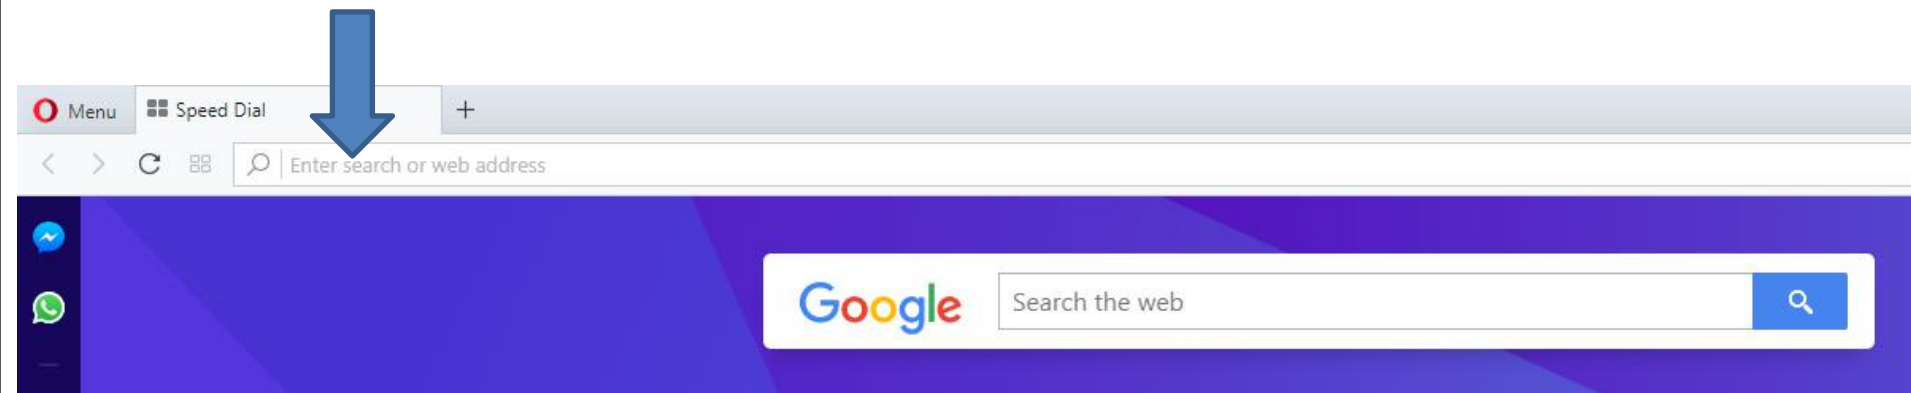 Menu
Speed Dial
Enter search or web address
Google
Search the web